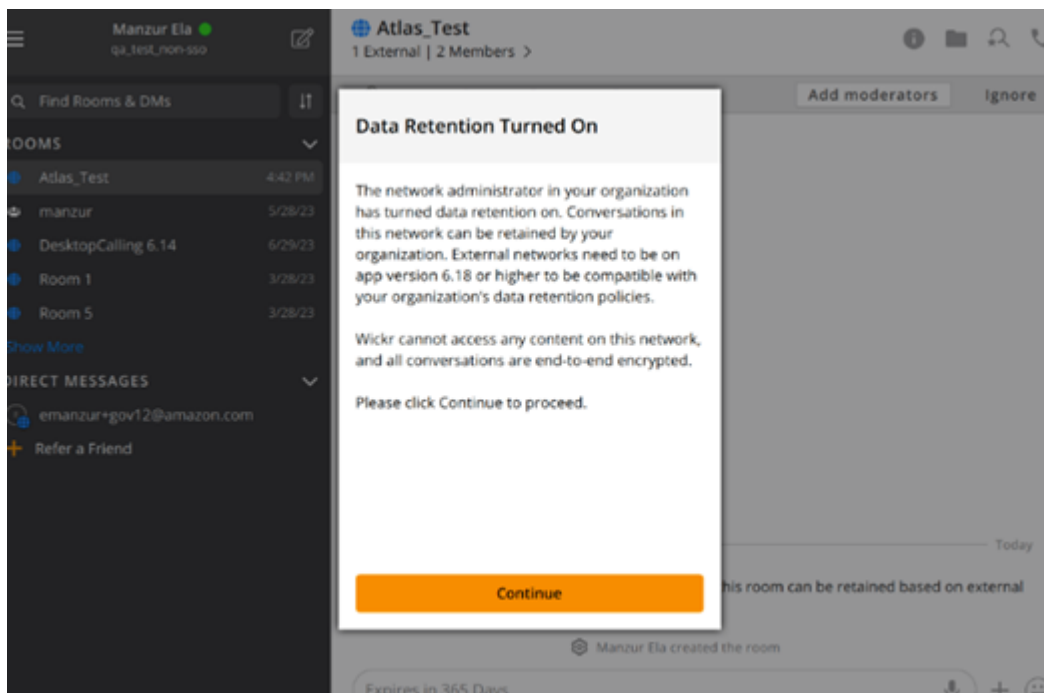 Manzur Ela
qa_test_non-sso
Find Rooms & DMs
ROOMS
Atlas_Test 4:42 PM
manzur 5/28/23
DesktopCalling 6.14 6/29/23
Room 1 3/28/23
Room 5 3/28/23
Show More
DIRECT MESSAGES
emanzur+gov12@amazon.com
Refer a Friend
Atlas_Test
1 External | 2 Members >
Add moderators Ignore
Data Retention Turned On
The network administrator in your organization
has turned data retention on. Conversations in
this network can be retained by your
organization. External networks need to be on
app version 6.18 or higher to be compatible with
your organization's data retention policies.
Wickr cannot access any content on this network,
and all conversations are end-to-end encrypted.
Please click Continue to proceed.
Continue
Today
his room can be retained based on external
Manzur Ela created the room
Expires in 365 Days